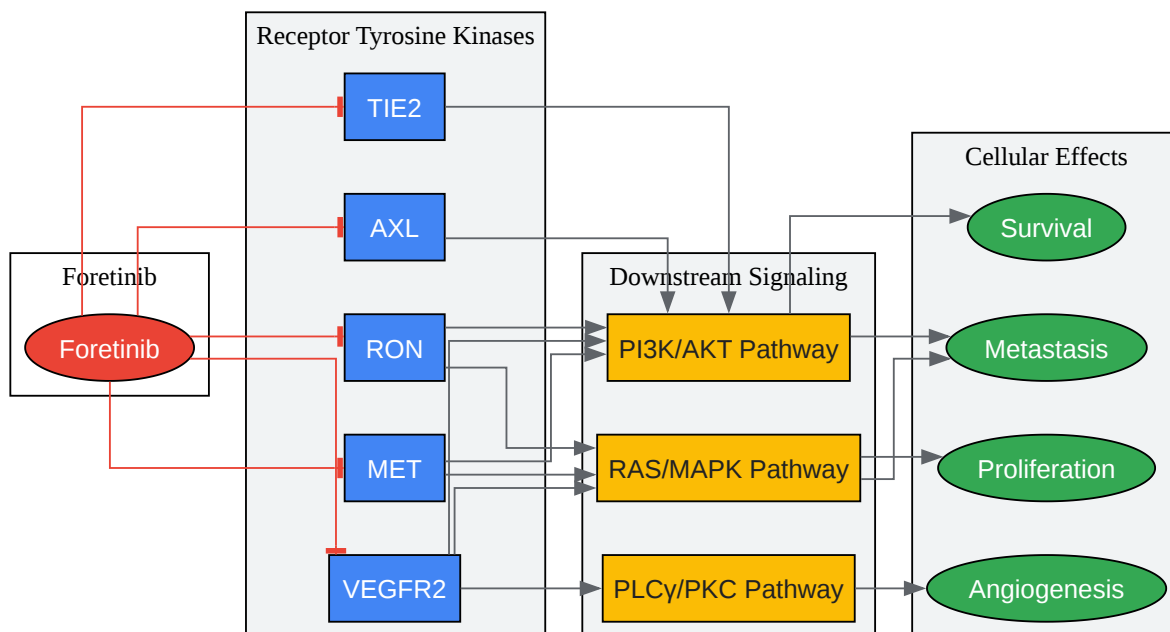 Receptor Tyrosine Kinases
TIE2
AXL
RON
MET
VEGFR2
Foretinib
Foretinib
Downstream Signaling
PI3K/AKT Pathway
RAS/MAPK Pathway
PLCγ/PKC Pathway
Cellular Effects
Survival
Metastasis
Proliferation
Angiogenesis